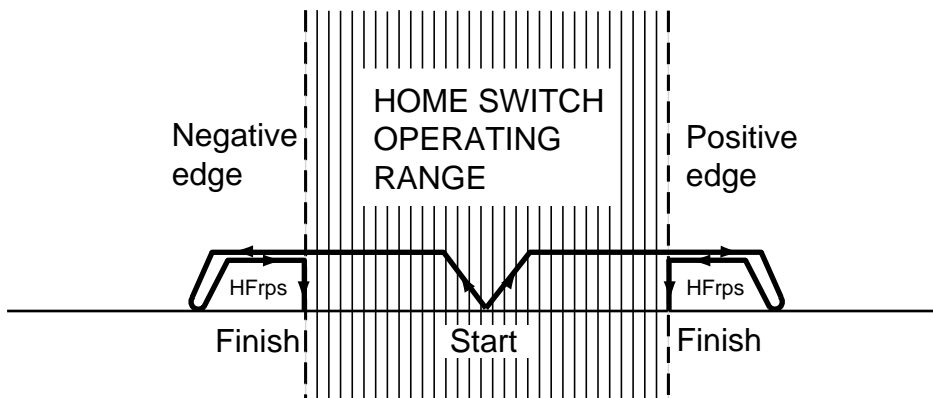 HOME SWITCH
OPERATING
RANGE
Negative
edge
Positive
edge
HFrps
HFrps
Finish
Start
Finish